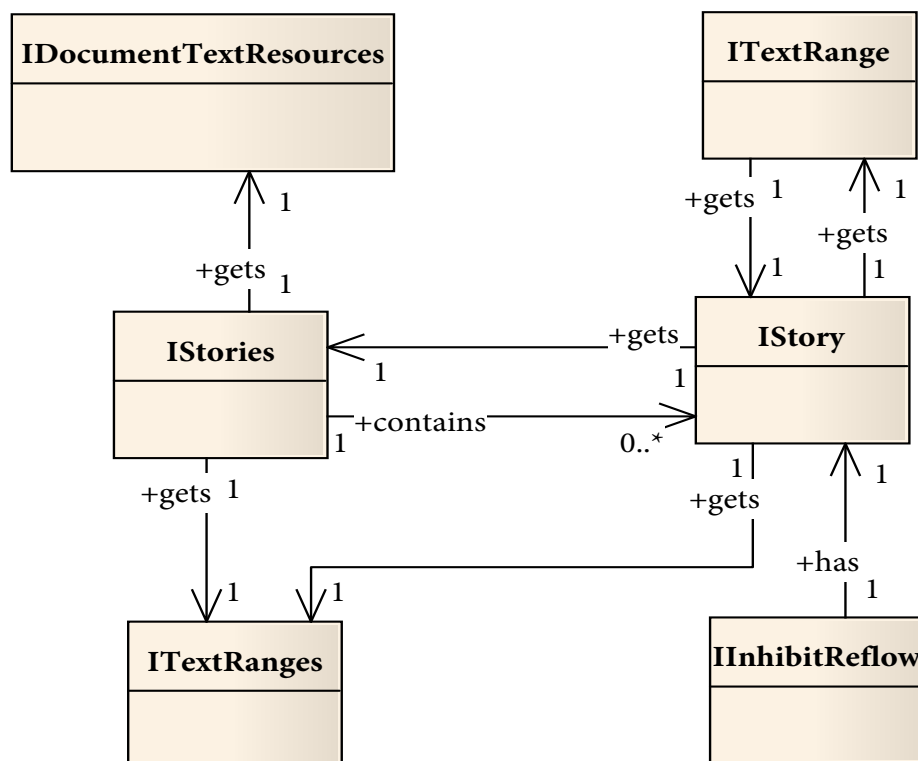 IDocumentTextResources
ITextRange
1
+gets
1
1
+gets
1
+gets
1
1
IStories
IStory
+gets
1
1
+contains
1
0..*
+gets
1
1
+gets
1
+has
1
1
1
ITextRanges
IInhibitReflow